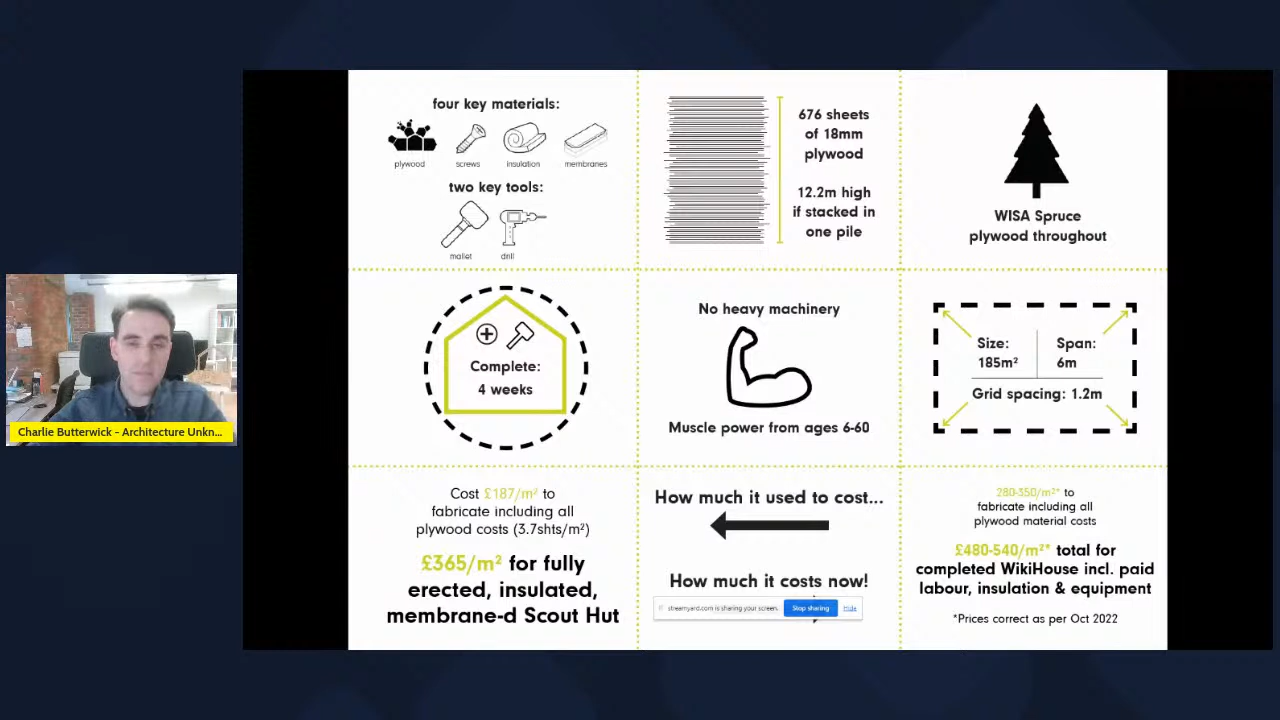 four key materials:
plywood
screws
insulation
membranes
two key tools:
mallet
drill
676 sheets
of 18mm
plywood
12.2m high
if stacked in
one pile
WISA Spruce
plywood throughout
Complete:
4 weeks
No heavy machinery
Muscle power from ages 6-60
Size:
185m²
Span:
6m
Grid spacing: 1.2m
Cost £187/m² to
fabricate including all
plywood costs (3.7shts/m²)
£365/m² for fully
erected, insulated,
membrane-d Scout Hut
How much it used to cost...
How much it costs now!
streamyard.com is sharing your screen.
Stop sharing
Hide
280-350/m²* to
fabricate including all
plywood material costs
£480-540/m²* total for
completed WikiHouse incl. paid
labour, insulation & equipment
*Prices correct as per Oct 2022
Charlie Butterwick - Architecture Unkn...